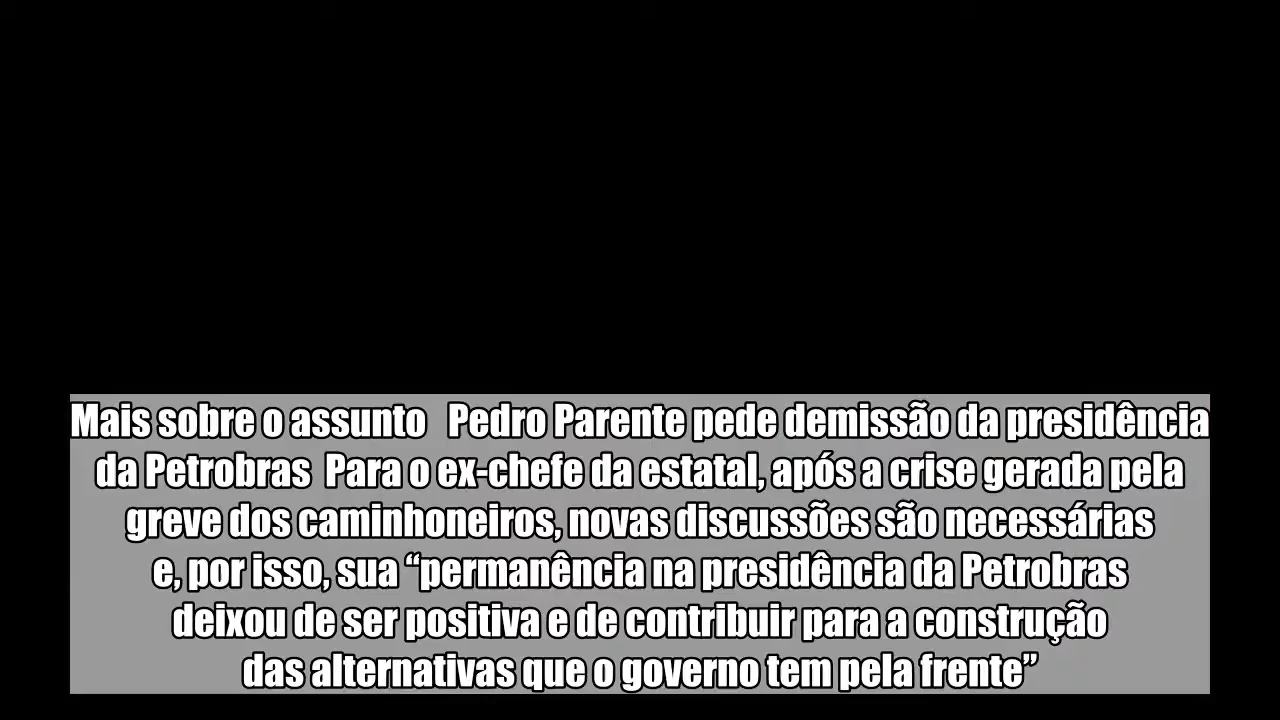 Mais sobre o assunto   Pedro Parente pede demissão da presidência
da Petrobras  Para o ex-chefe da estatal, após a crise gerada pela
greve dos caminhoneiros, novas discussões são necessárias
e, por isso, sua “permanência na presidência da Petrobras
deixou de ser positiva e de contribuir para a construção
das alternativas que o governo tem pela frente”